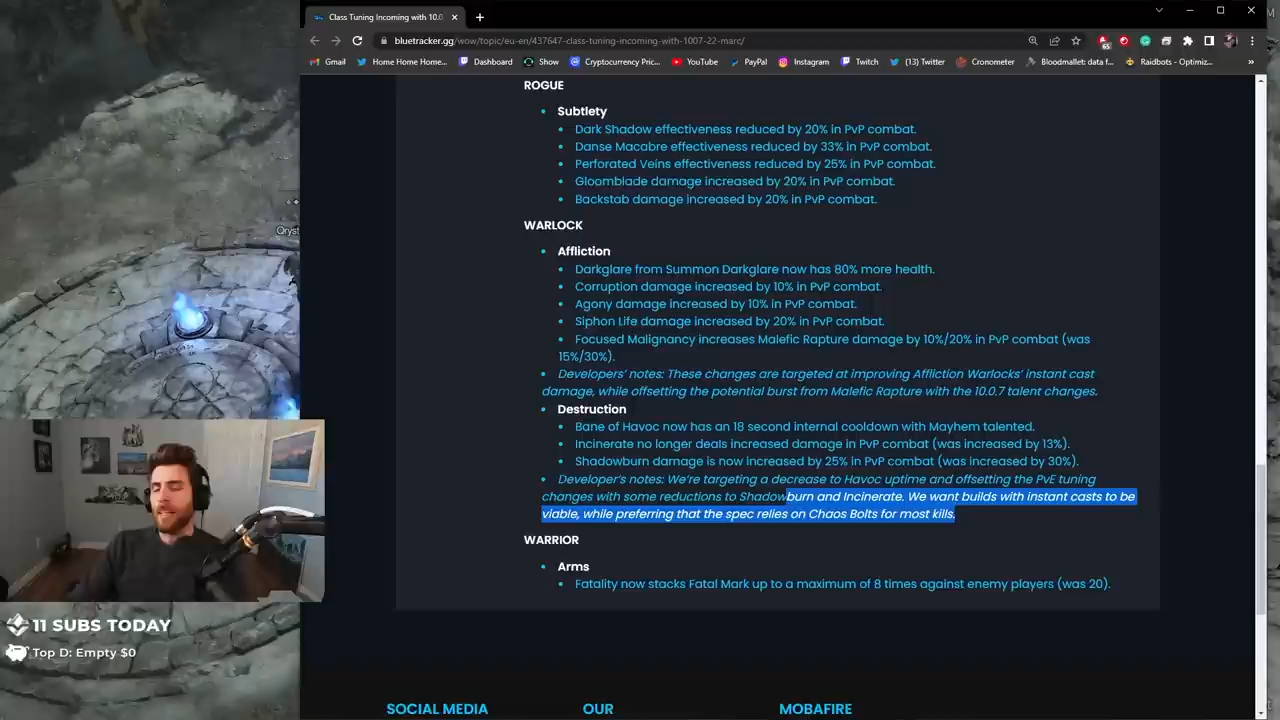 Class Tuning Incoming with 10.0
bluetracker.gg/wow/topic/eu-en/437647-class-tuning-incoming-with-1007-22-marc/
Gmail
Home Home Home...
Dashboard
Show
Cryptocurrency Pric...
YouTube
PayPal
Instagram
Twitch
(13) Twitter
Cronometer
Bloodmallet: data f...
Raidbots - Optimiz...
»
ROGUE
Subtlety
Dark Shadow effectiveness reduced by 20% in PvP combat.
Danse Macabre effectiveness reduced by 33% in PvP combat.
Perforated Veins effectiveness reduced by 25% in PvP combat.
Gloomblade damage increased by 20% in PvP combat.
Backstab damage increased by 20% in PvP combat.
WARLOCK
Affliction
Darkglare from Summon Darkglare now has 80% more health.
Corruption damage increased by 10% in PvP combat.
Agony damage increased by 10% in PvP combat.
Siphon Life damage increased by 20% in PvP combat.
Focused Malignancy increases Malefic Rapture damage by 10%/20% in PvP combat (was
15%/30%).
Developers' notes: These changes are targeted at improving Affliction Warlocks' instant cast
damage, while offsetting the potential burst from Malefic Rapture with the 10.0.7 talent changes.
Destruction
Bane of Havoc now has an 18 second internal cooldown with Mayhem talented.
Incinerate no longer deals increased damage in PvP combat (was increased by 13%).
Shadowburn damage is now increased by 25% in PvP combat (was increased by 30%).
Developer's notes: We're targeting a decrease to Havoc uptime and offsetting the PvE tuning
changes with some reductions to Shadowburn and Incinerate. We want builds with instant casts to be
viable, while preferring that the spec relies on Chaos Bolts for most kills.
WARRIOR
Arms
Fatality now stacks Fatal Mark up to a maximum of 8 times against enemy players (was 20).
SOCIAL MEDIA
OUR
MOBAFIRE
Qryst
11 SUBS TODAY
Top D: Empty $0